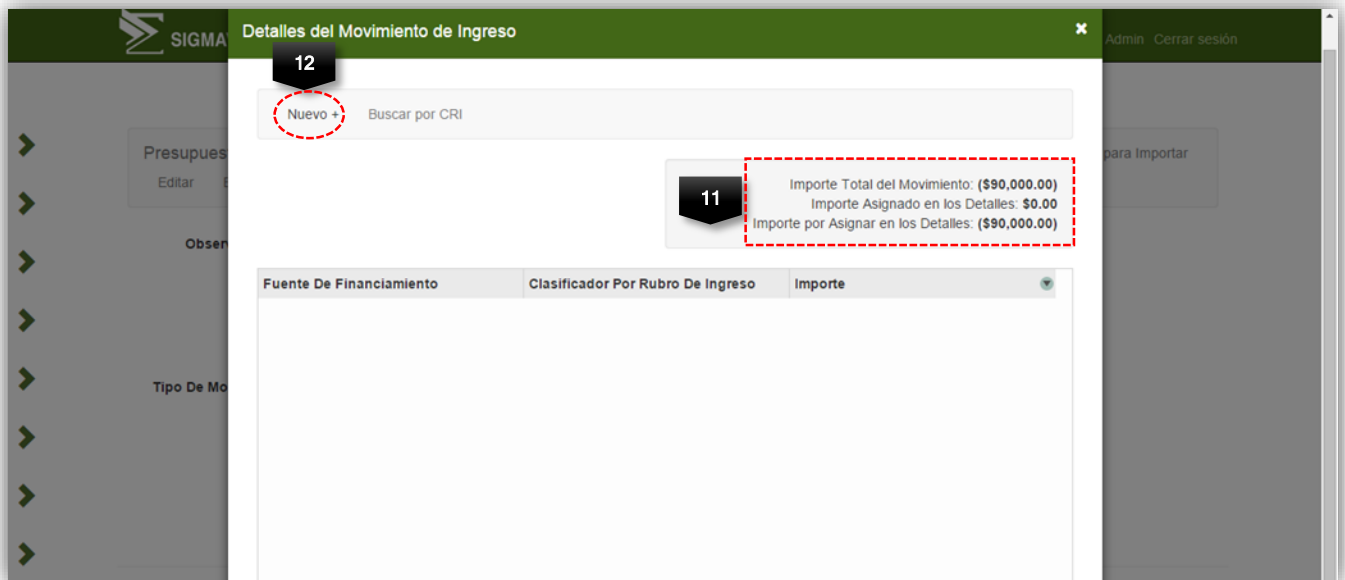 SIGMA
Detalles del Movimiento de Ingreso
Admin Cerrar sesión
12
Nuevo +
Buscar por CRI
Presupues
para Importar
Editar
11
Importe Total del Movimiento: ($90,000.00)
Importe Asignado en los Detalles: $0.00
Importe por Asignar en los Detalles: ($90,000.00)
Obser
Fuente De Financiamiento
Clasificador Por Rubro De Ingreso
Importe
Tipo De Mo